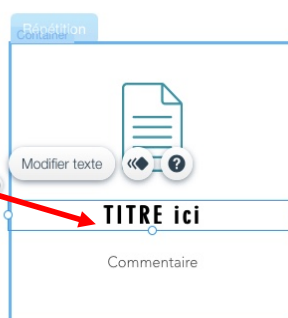 Répétition
Container
Modifier texte
?
TITRE ici
Commentaire